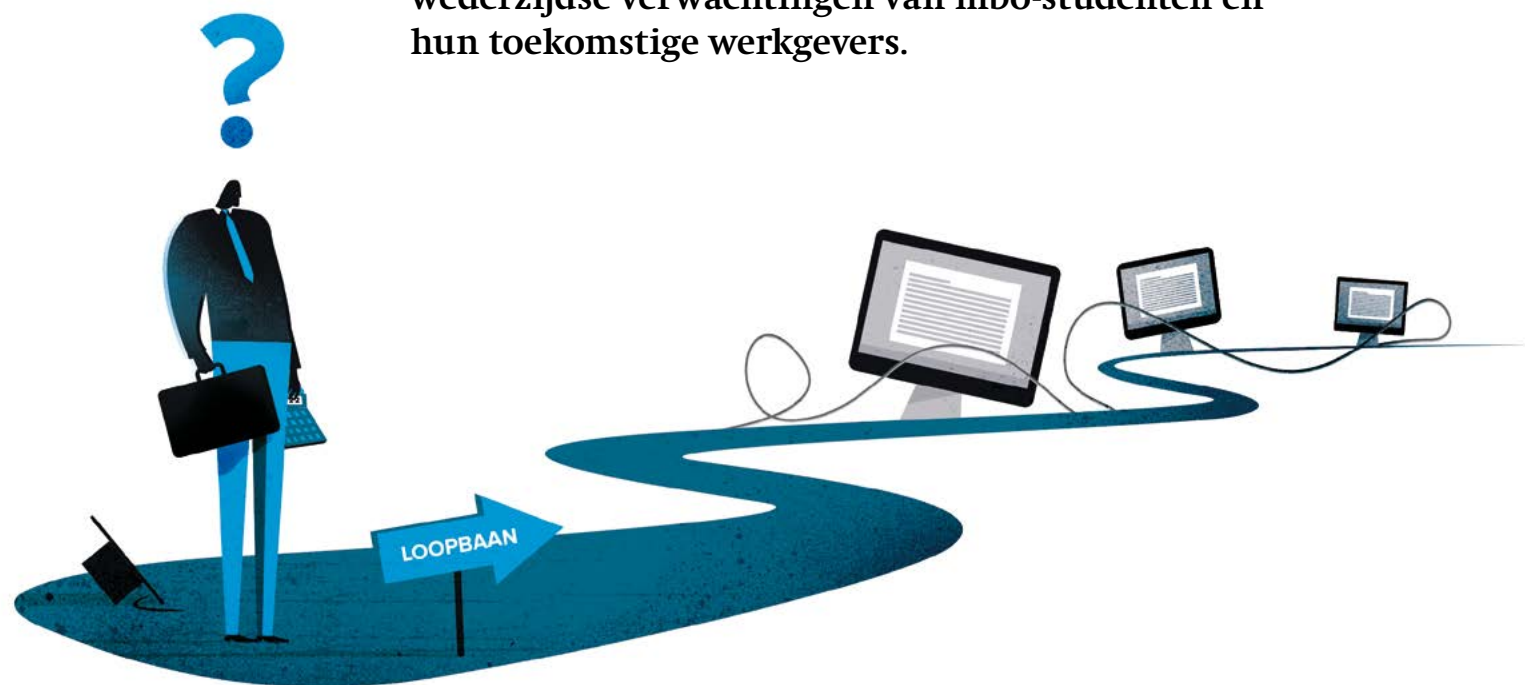 wederzijdse verwachtingen van mbo-studenten en
hun toekomstige werkgevers.
?
LOOPBAAN